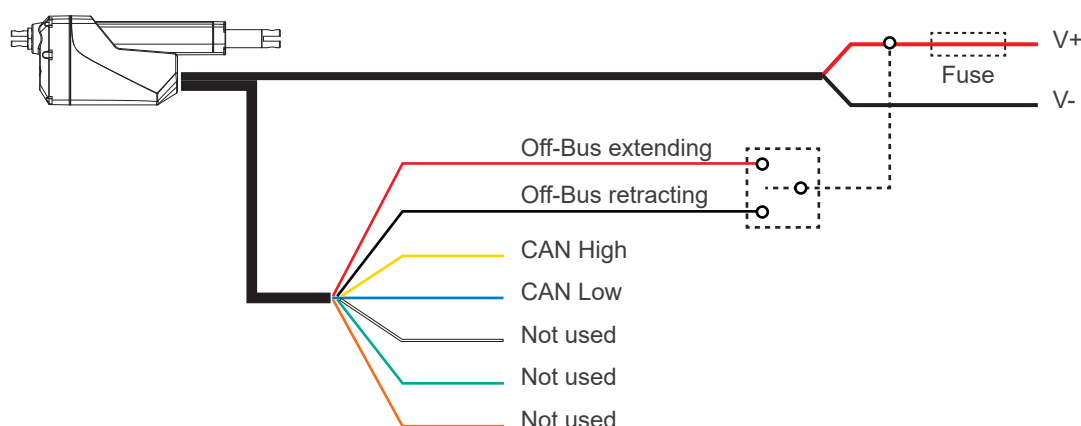 V+
Fuse
V-
Off-Bus extending
Off-Bus retracting
CAN High
CAN Low
Not used
Not used
Not used